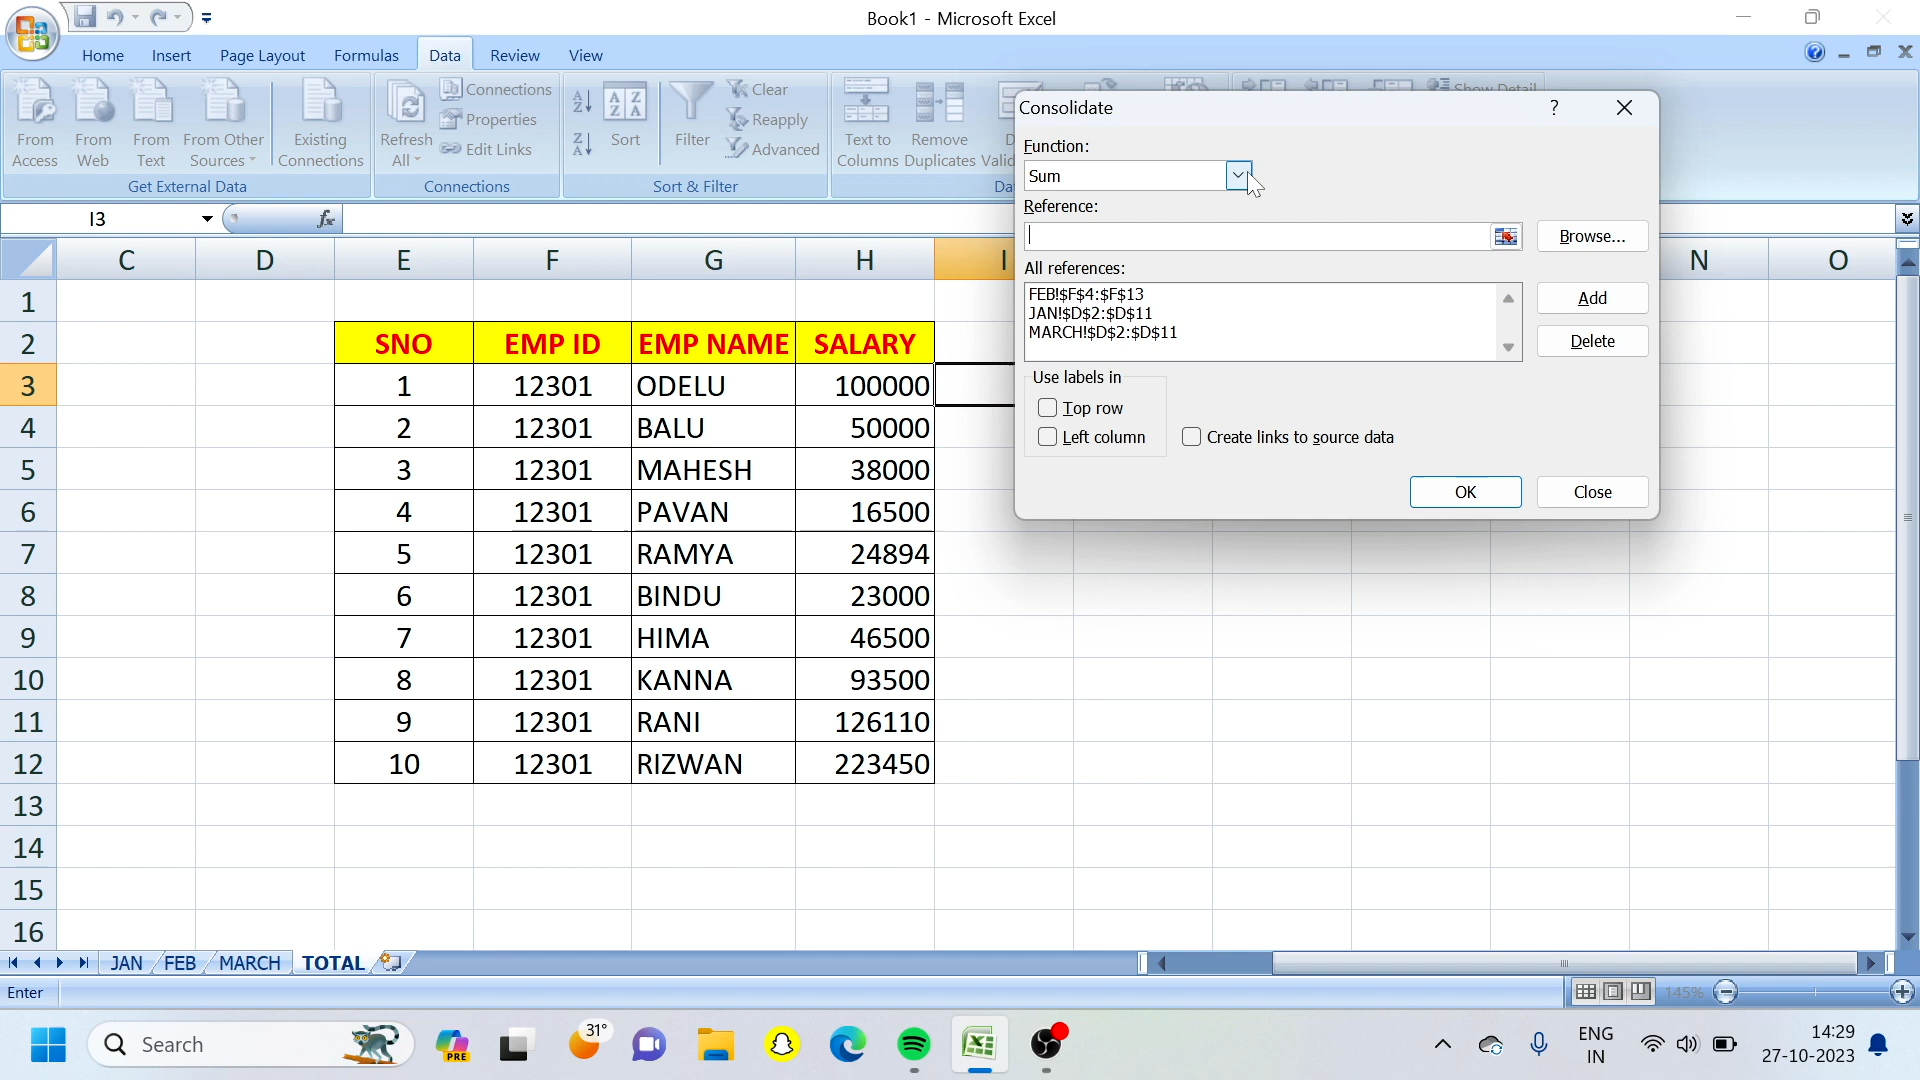 Book1 - Microsoft Excel
Home Insert Page Layout Formulas Data Review View
From Access
From Web
From Text
From Other Sources
Existing Connections
Get External Data
Refresh All
Connections
Properties
Edit Links
Connections
Sort
Filter
Clear
Reapply
Advanced
Sort & Filter
Text to Columns
Remove Duplicates
Show Detail
Consolidate ?
Function:
Sum
Reference:
Browse...
All references:
FEB!$F$4:$F$13
JAN!$D$2:$D$11
MARCH!$D$2:$D$11
Add
Delete
Use labels in
Top row
Left column
Create links to source data
OK Close
I3 fx
C D E F G H I N O
1
2 SNO EMP ID EMP NAME SALARY
3 1 12301 ODELU 100000
4 2 12301 BALU 50000
5 3 12301 MAHESH 38000
6 4 12301 PAVAN 16500
7 5 12301 RAMYA 24894
8 6 12301 BINDU 23000
9 7 12301 HIMA 46500
10 8 12301 KANNA 93500
11 9 12301 RANI 126110
12 10 12301 RIZWAN 223450
13
14
15
16
JAN FEB MARCH TOTAL
Enter 145%
Search
PRE
31°
ENG
IN
14:29
27-10-2023